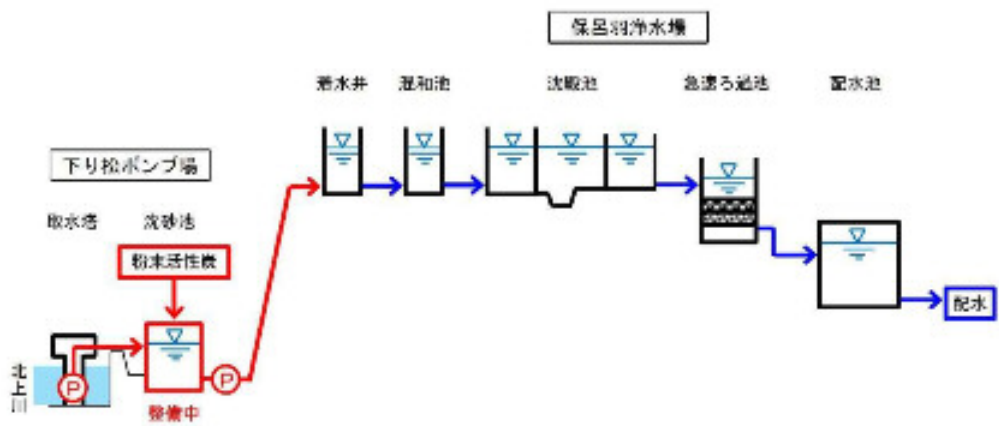 保呂羽浄水場
着水井 混和池 沈殿池 急速ろ過池 配水池
下り松ポンプ場
取水塔 沈砂池
粉末活性炭
配水
北上川
P
P
整備中